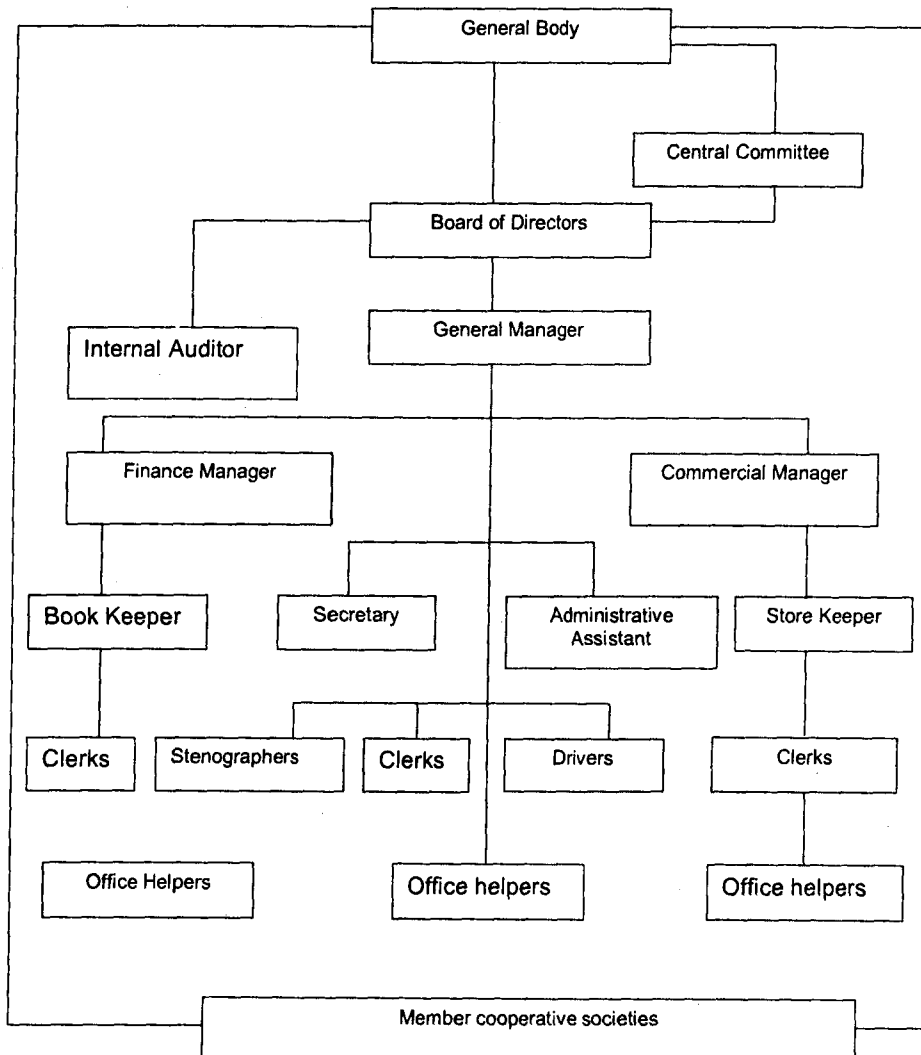 General Body
Central Committee
Board of Directors
General Manager
Internal Auditor
Finance Manager
Commercial Manager
Book Keeper
Secretary
Administrative
Assistant
Store Keeper
Clerks
Stenographers
Clerks
Drivers
Clerks
Office Helpers
Office helpers
Office helpers
Member cooperative societies